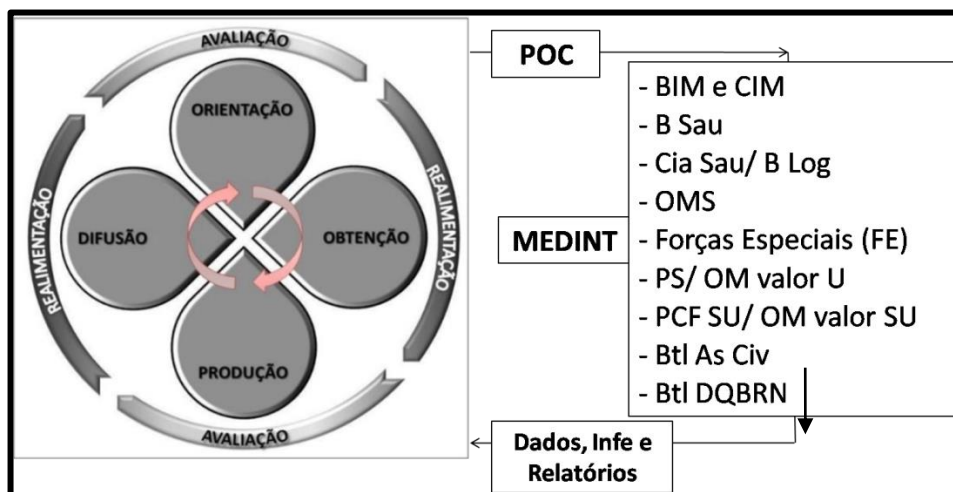 AVALIAÇÃO
ORIENTAÇÃO
REALIMENTAÇÃO
DIFUSÃO
OBTENÇÃO
REALIMENTAÇÃO
PRODUÇÃO
AVALIAÇÃO
POC
MEDINT
- BIM e CIM
- B Sau
- Cia Sau/ B Log
- OMS
- Forças Especiais (FE)
- PS/ OM valor U
- PCF SU/ OM valor SU
- Btl As Civ
- Btl DQBRN
Dados, Infe e
Relatórios